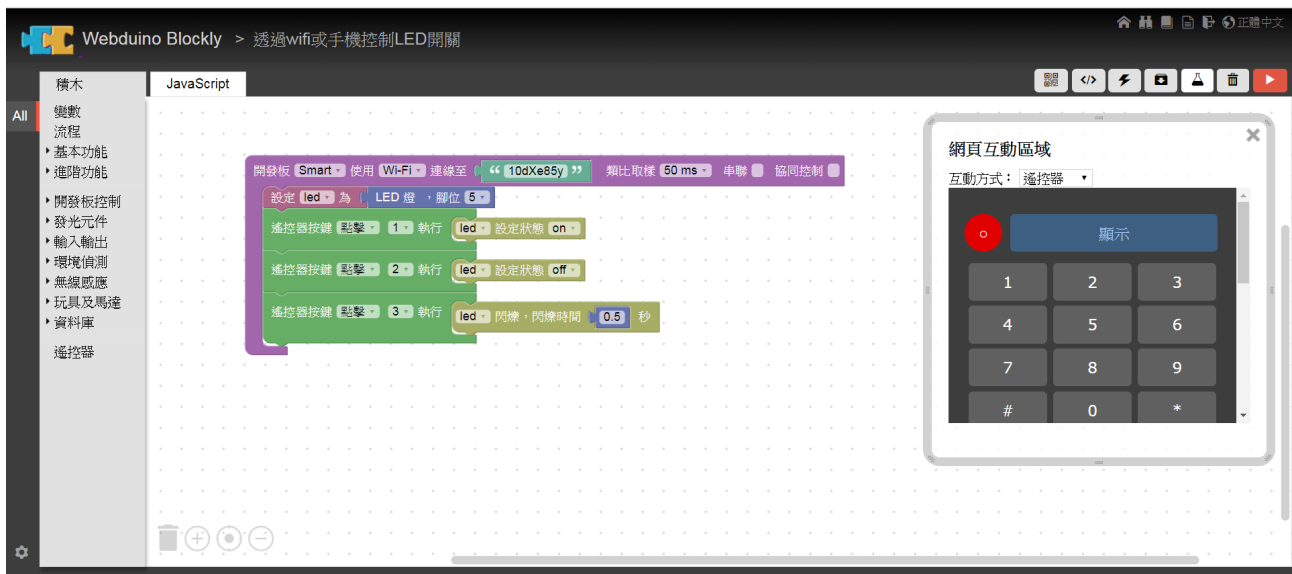 Webduino Blockly > 透過wifi或手機控制LED開關
正體中文
積木
JavaScript
All
變數
流程
基本功能
進階功能
開發板控制
發光元件
輸入輸出
環境偵測
無線感應
玩具及馬達
資料庫
遙控器
開發板 Smart 使用 Wi-Fi 連線至 “ 10dXe85y ” 類比取樣 50 ms 串聯 協同控制
設定 led 為 LED 燈 ，腳位 5
遙控器按鍵 點擊 1 執行 led 設定狀態 on
遙控器按鍵 點擊 2 執行 led 設定狀態 off
遙控器按鍵 點擊 3 執行 led 閃爍，閃爍時間 0.5 秒
網頁互動區域
互動方式： 遙控器
顯示
1 2 3
4 5 6
7 8 9
# 0 *